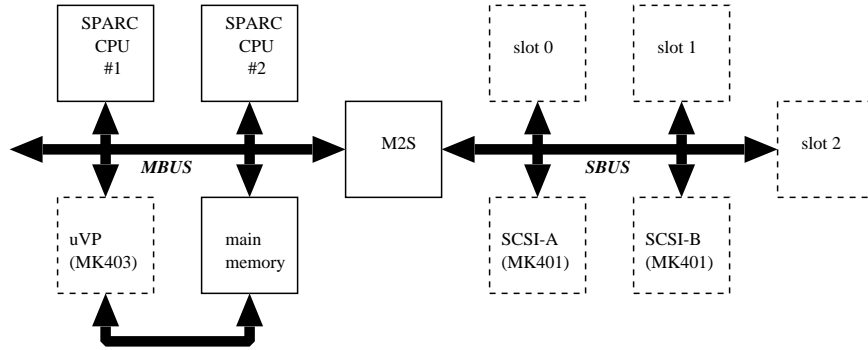 SPARC
CPU
#1
SPARC
CPU
#2
slot 0
slot 1
M2S
slot 2
MBUS
SBUS
uVP
(MK403)
main
memory
SCSI-A
(MK401)
SCSI-B
(MK401)